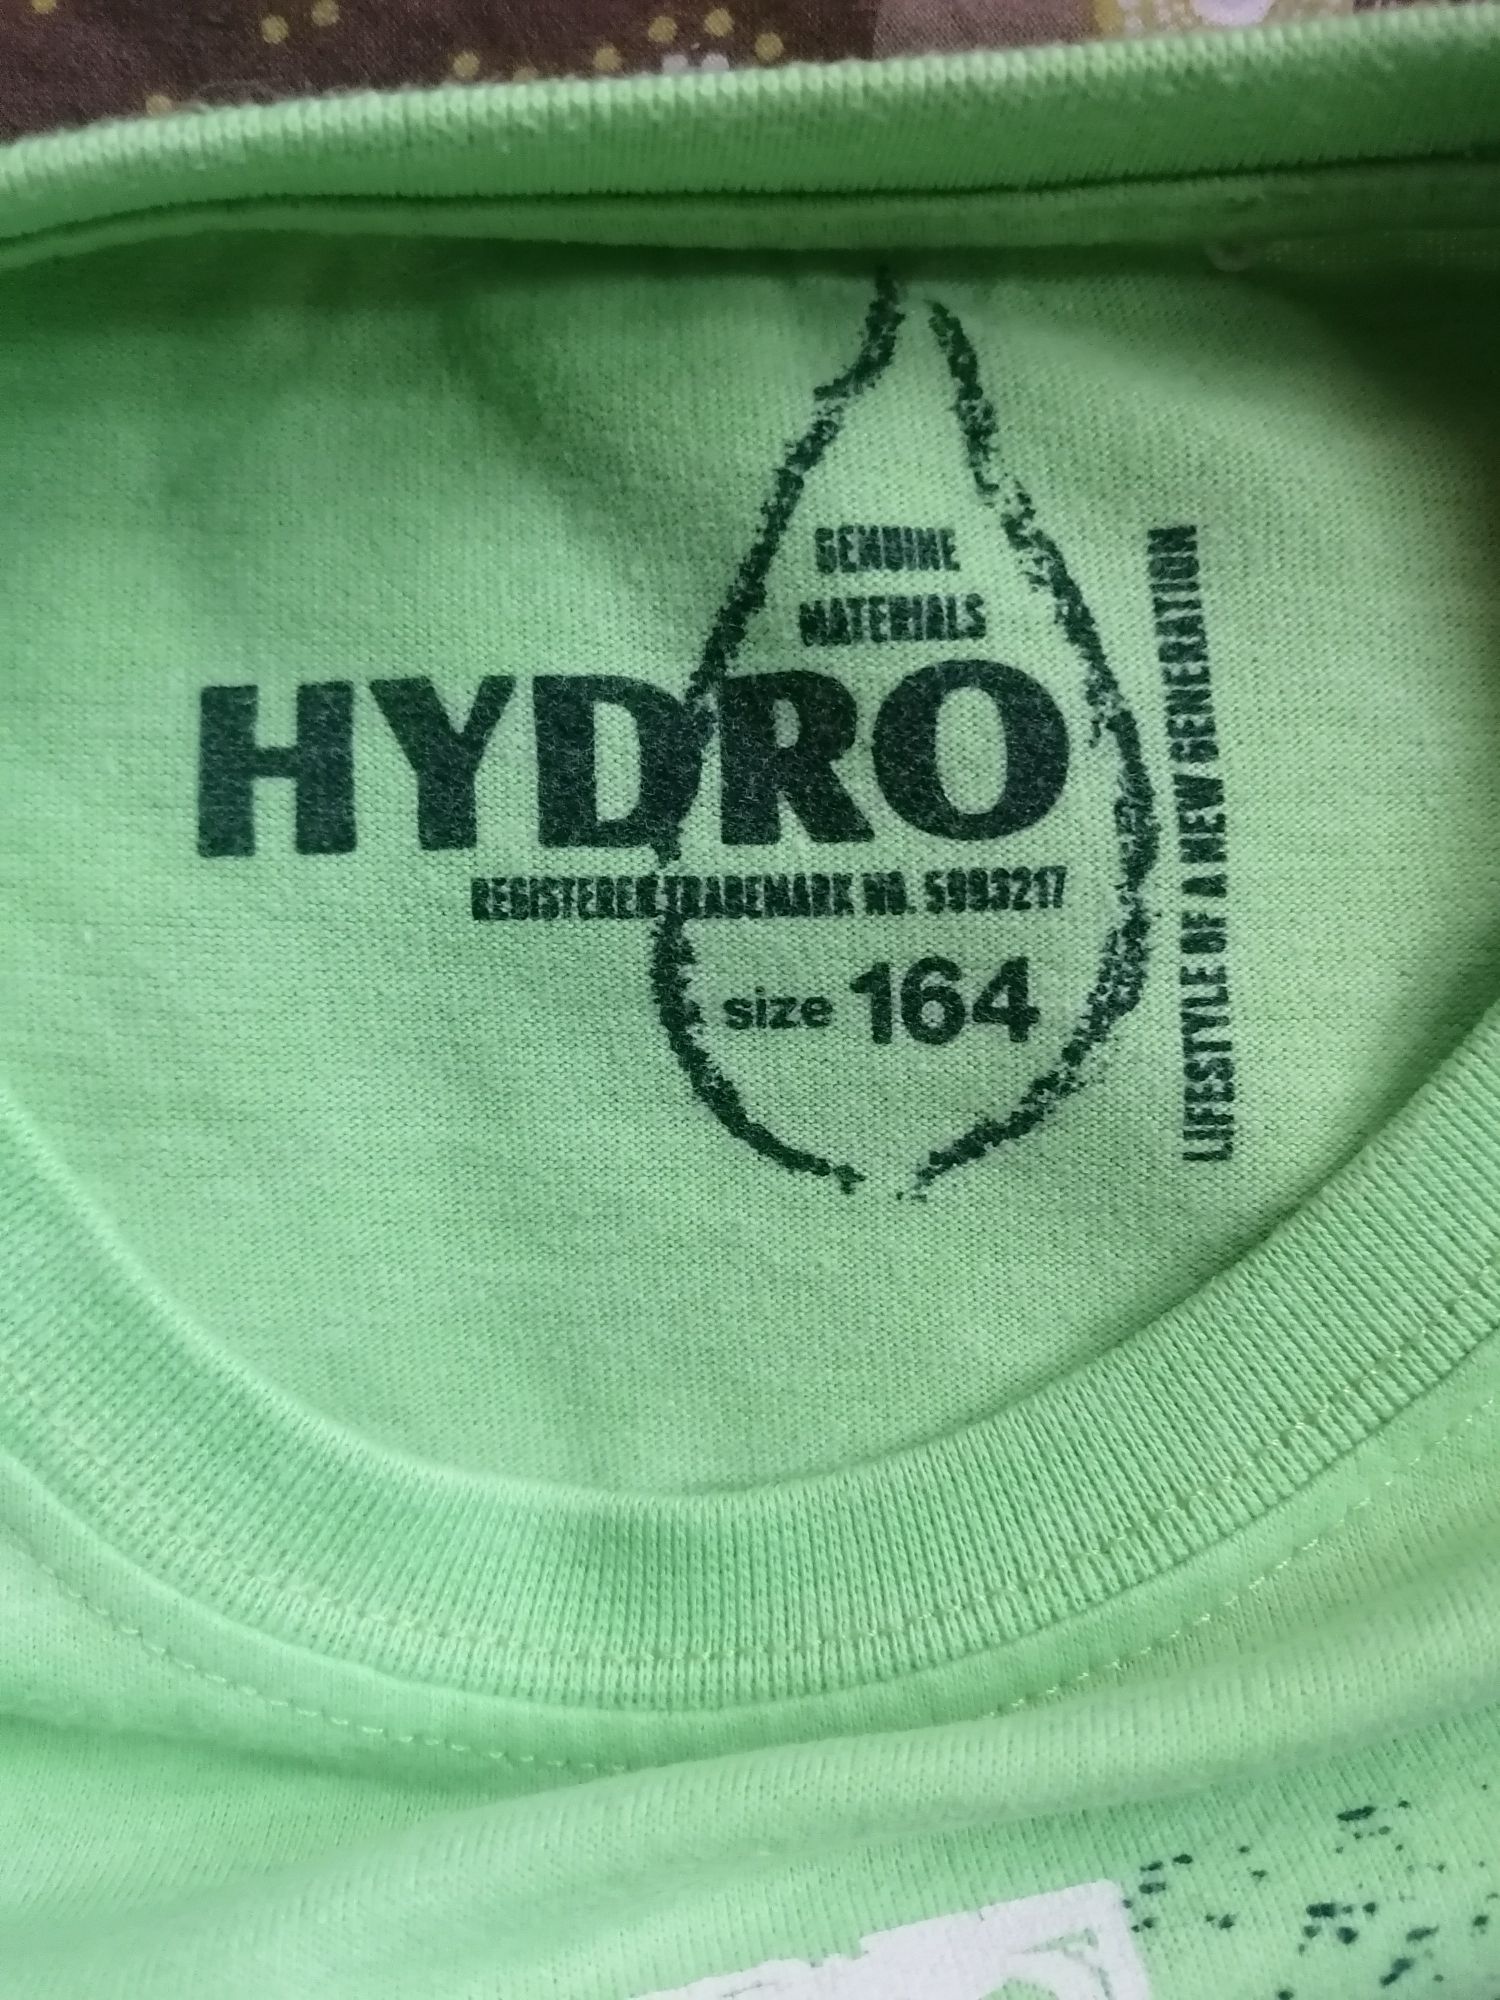 GENUINE
MATERIALS
HYDRO
REGISTERED TRADEMARK NO. 5993217
size 164
LIFESTYLE OF A NEW GENERATION